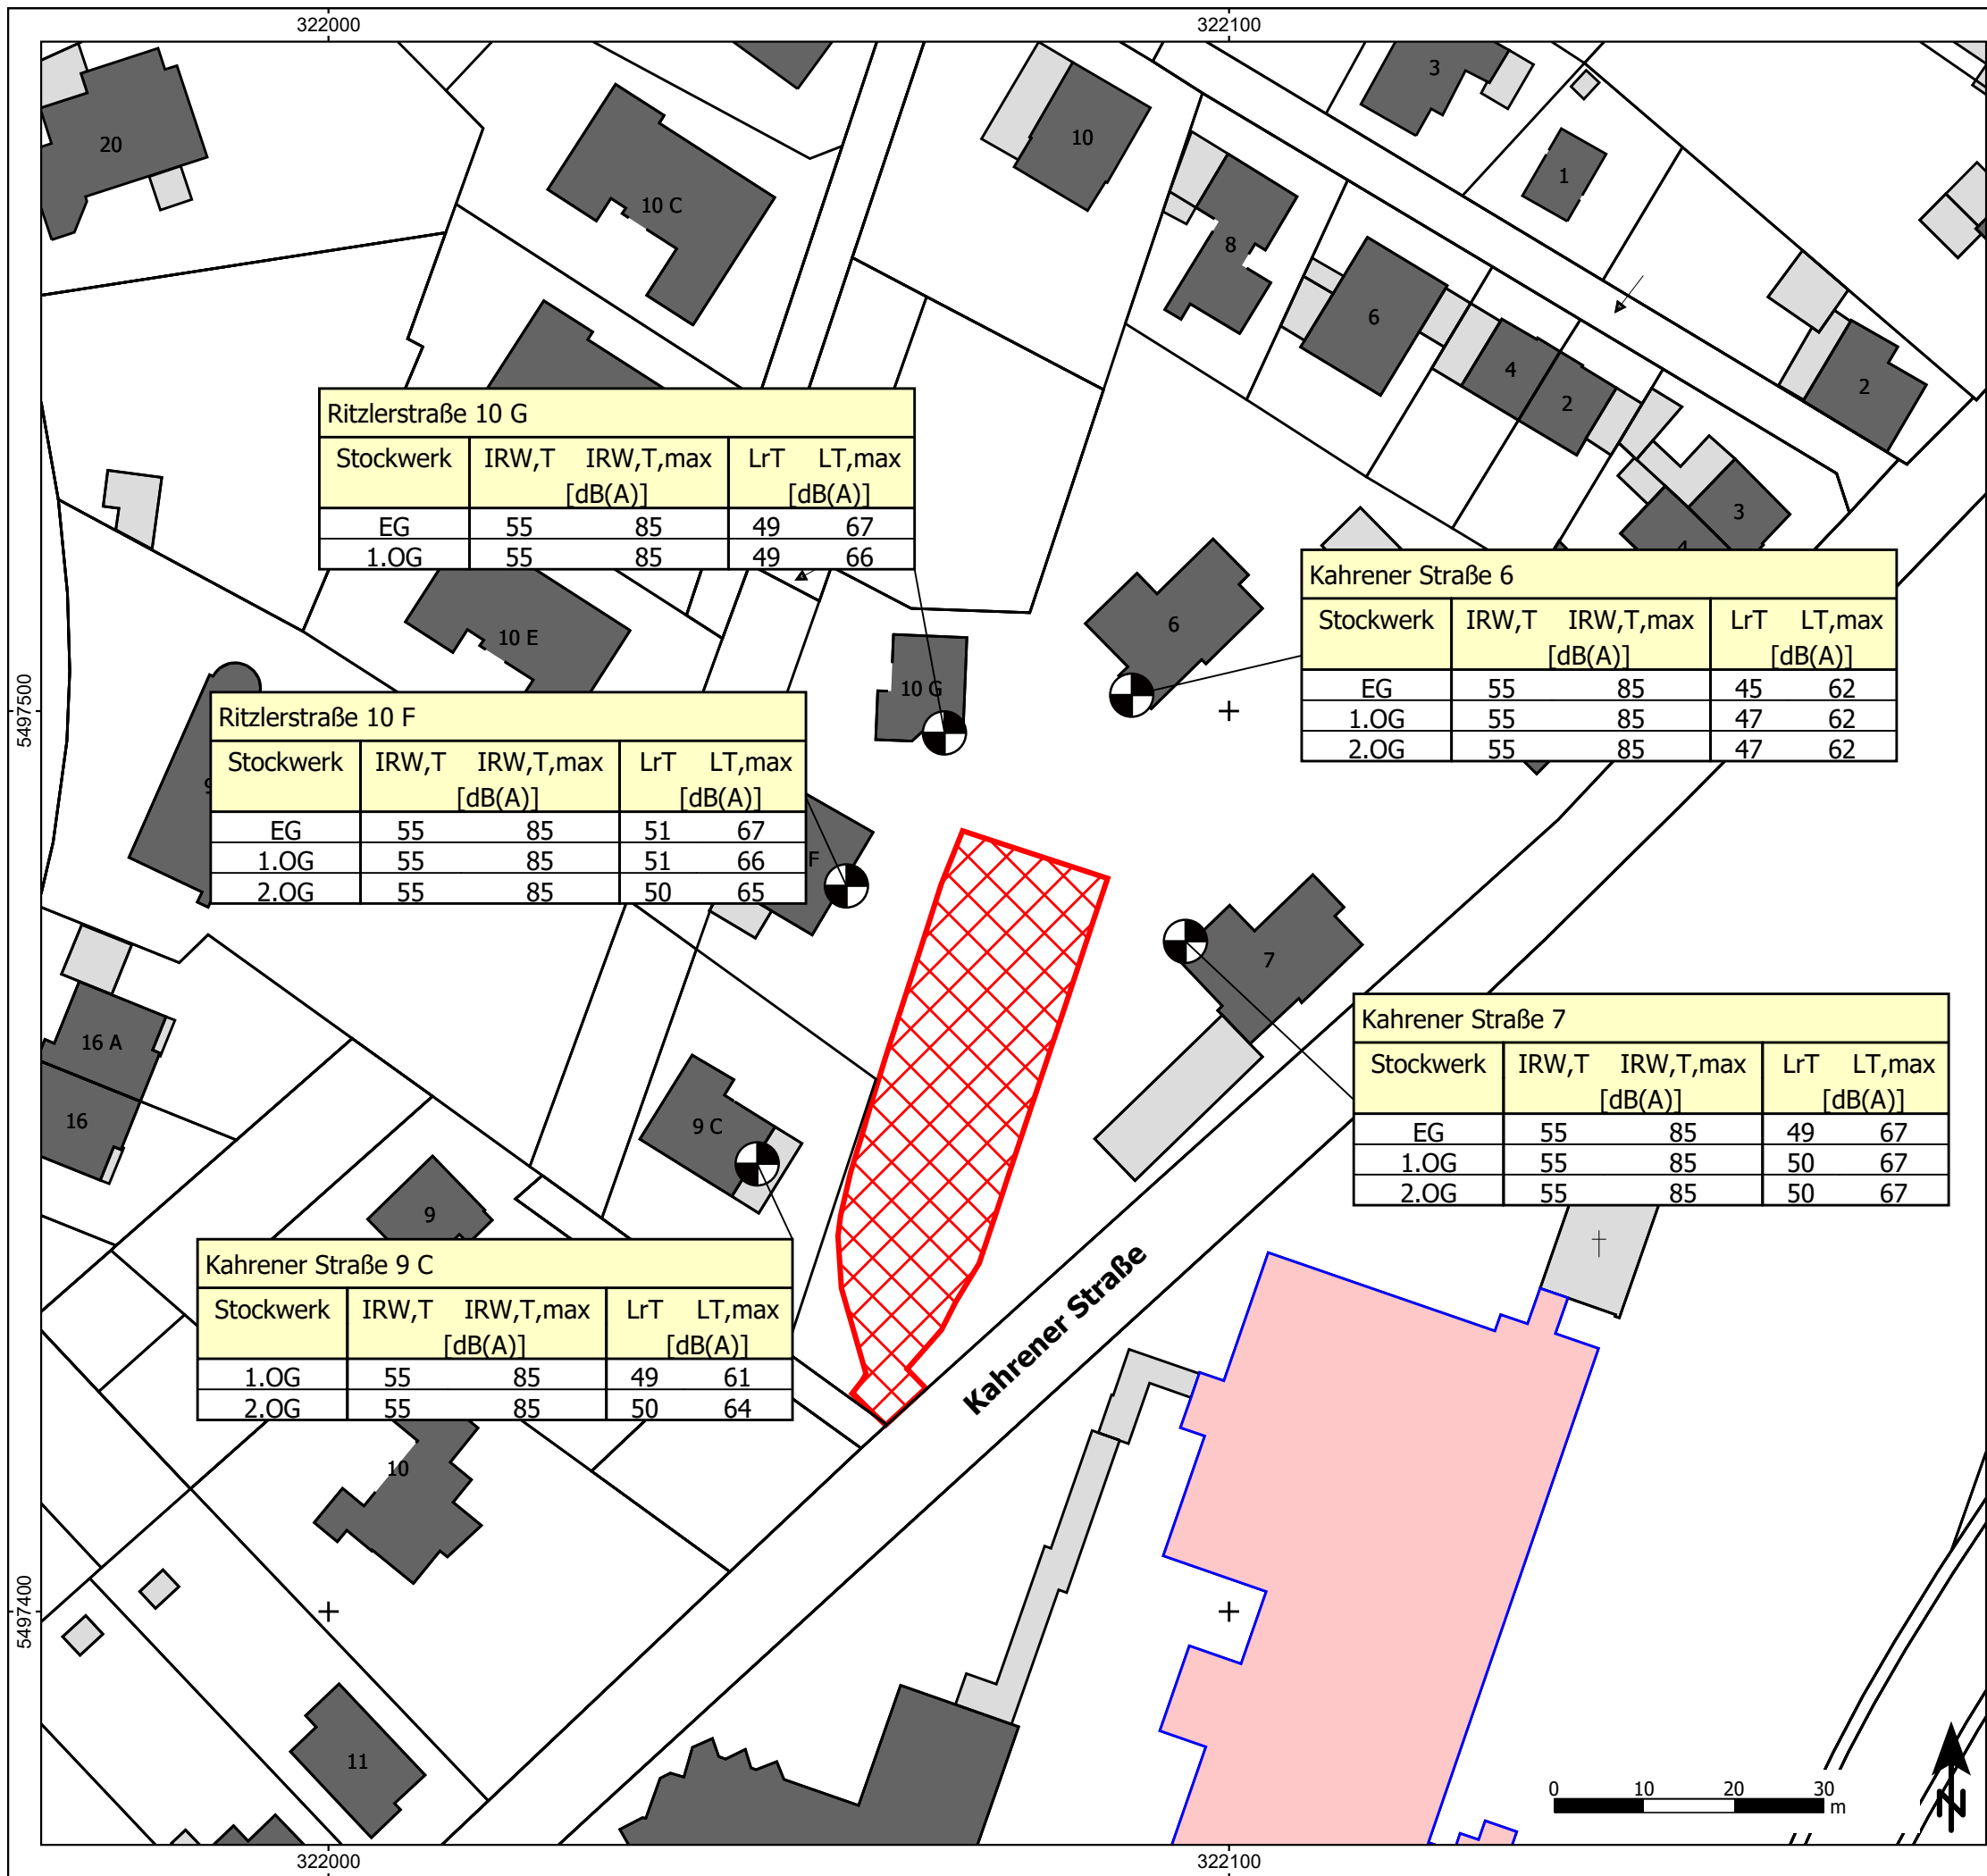 322000
322100
20
10 C
10
3
1
8
6
4
2
2
3
Ritzlerstraße 10 G
Stockwerk IRW,T IRW,T,max LrT LT,max
[dB(A)] [dB(A)]
EG 55 85 49 67
1.OG 55 85 49 66
10 E
10 G
6
Kahrener Straße 6
Stockwerk IRW,T IRW,T,max LrT LT,max
[dB(A)] [dB(A)]
EG 55 85 45 62
1.OG 55 85 47 62
2.OG 55 85 47 62
5497500
Ritzlerstraße 10 F
Stockwerk IRW,T IRW,T,max LrT LT,max
[dB(A)] [dB(A)]
EG 55 85 51 67
1.OG 55 85 51 66
2.OG 55 85 50 65
F
7
16 A
16
9 C
9
Kahrener Straße 7
Stockwerk IRW,T IRW,T,max LrT LT,max
[dB(A)] [dB(A)]
EG 55 85 49 67
1.OG 55 85 50 67
2.OG 55 85 50 67
Kahrener Straße 9 C
Stockwerk IRW,T IRW,T,max LrT LT,max
[dB(A)] [dB(A)]
1.OG 55 85 49 61
2.OG 55 85 50 64
Kahrener Straße
10
5497400
11
0 10 20 30
m
N
322000
322100